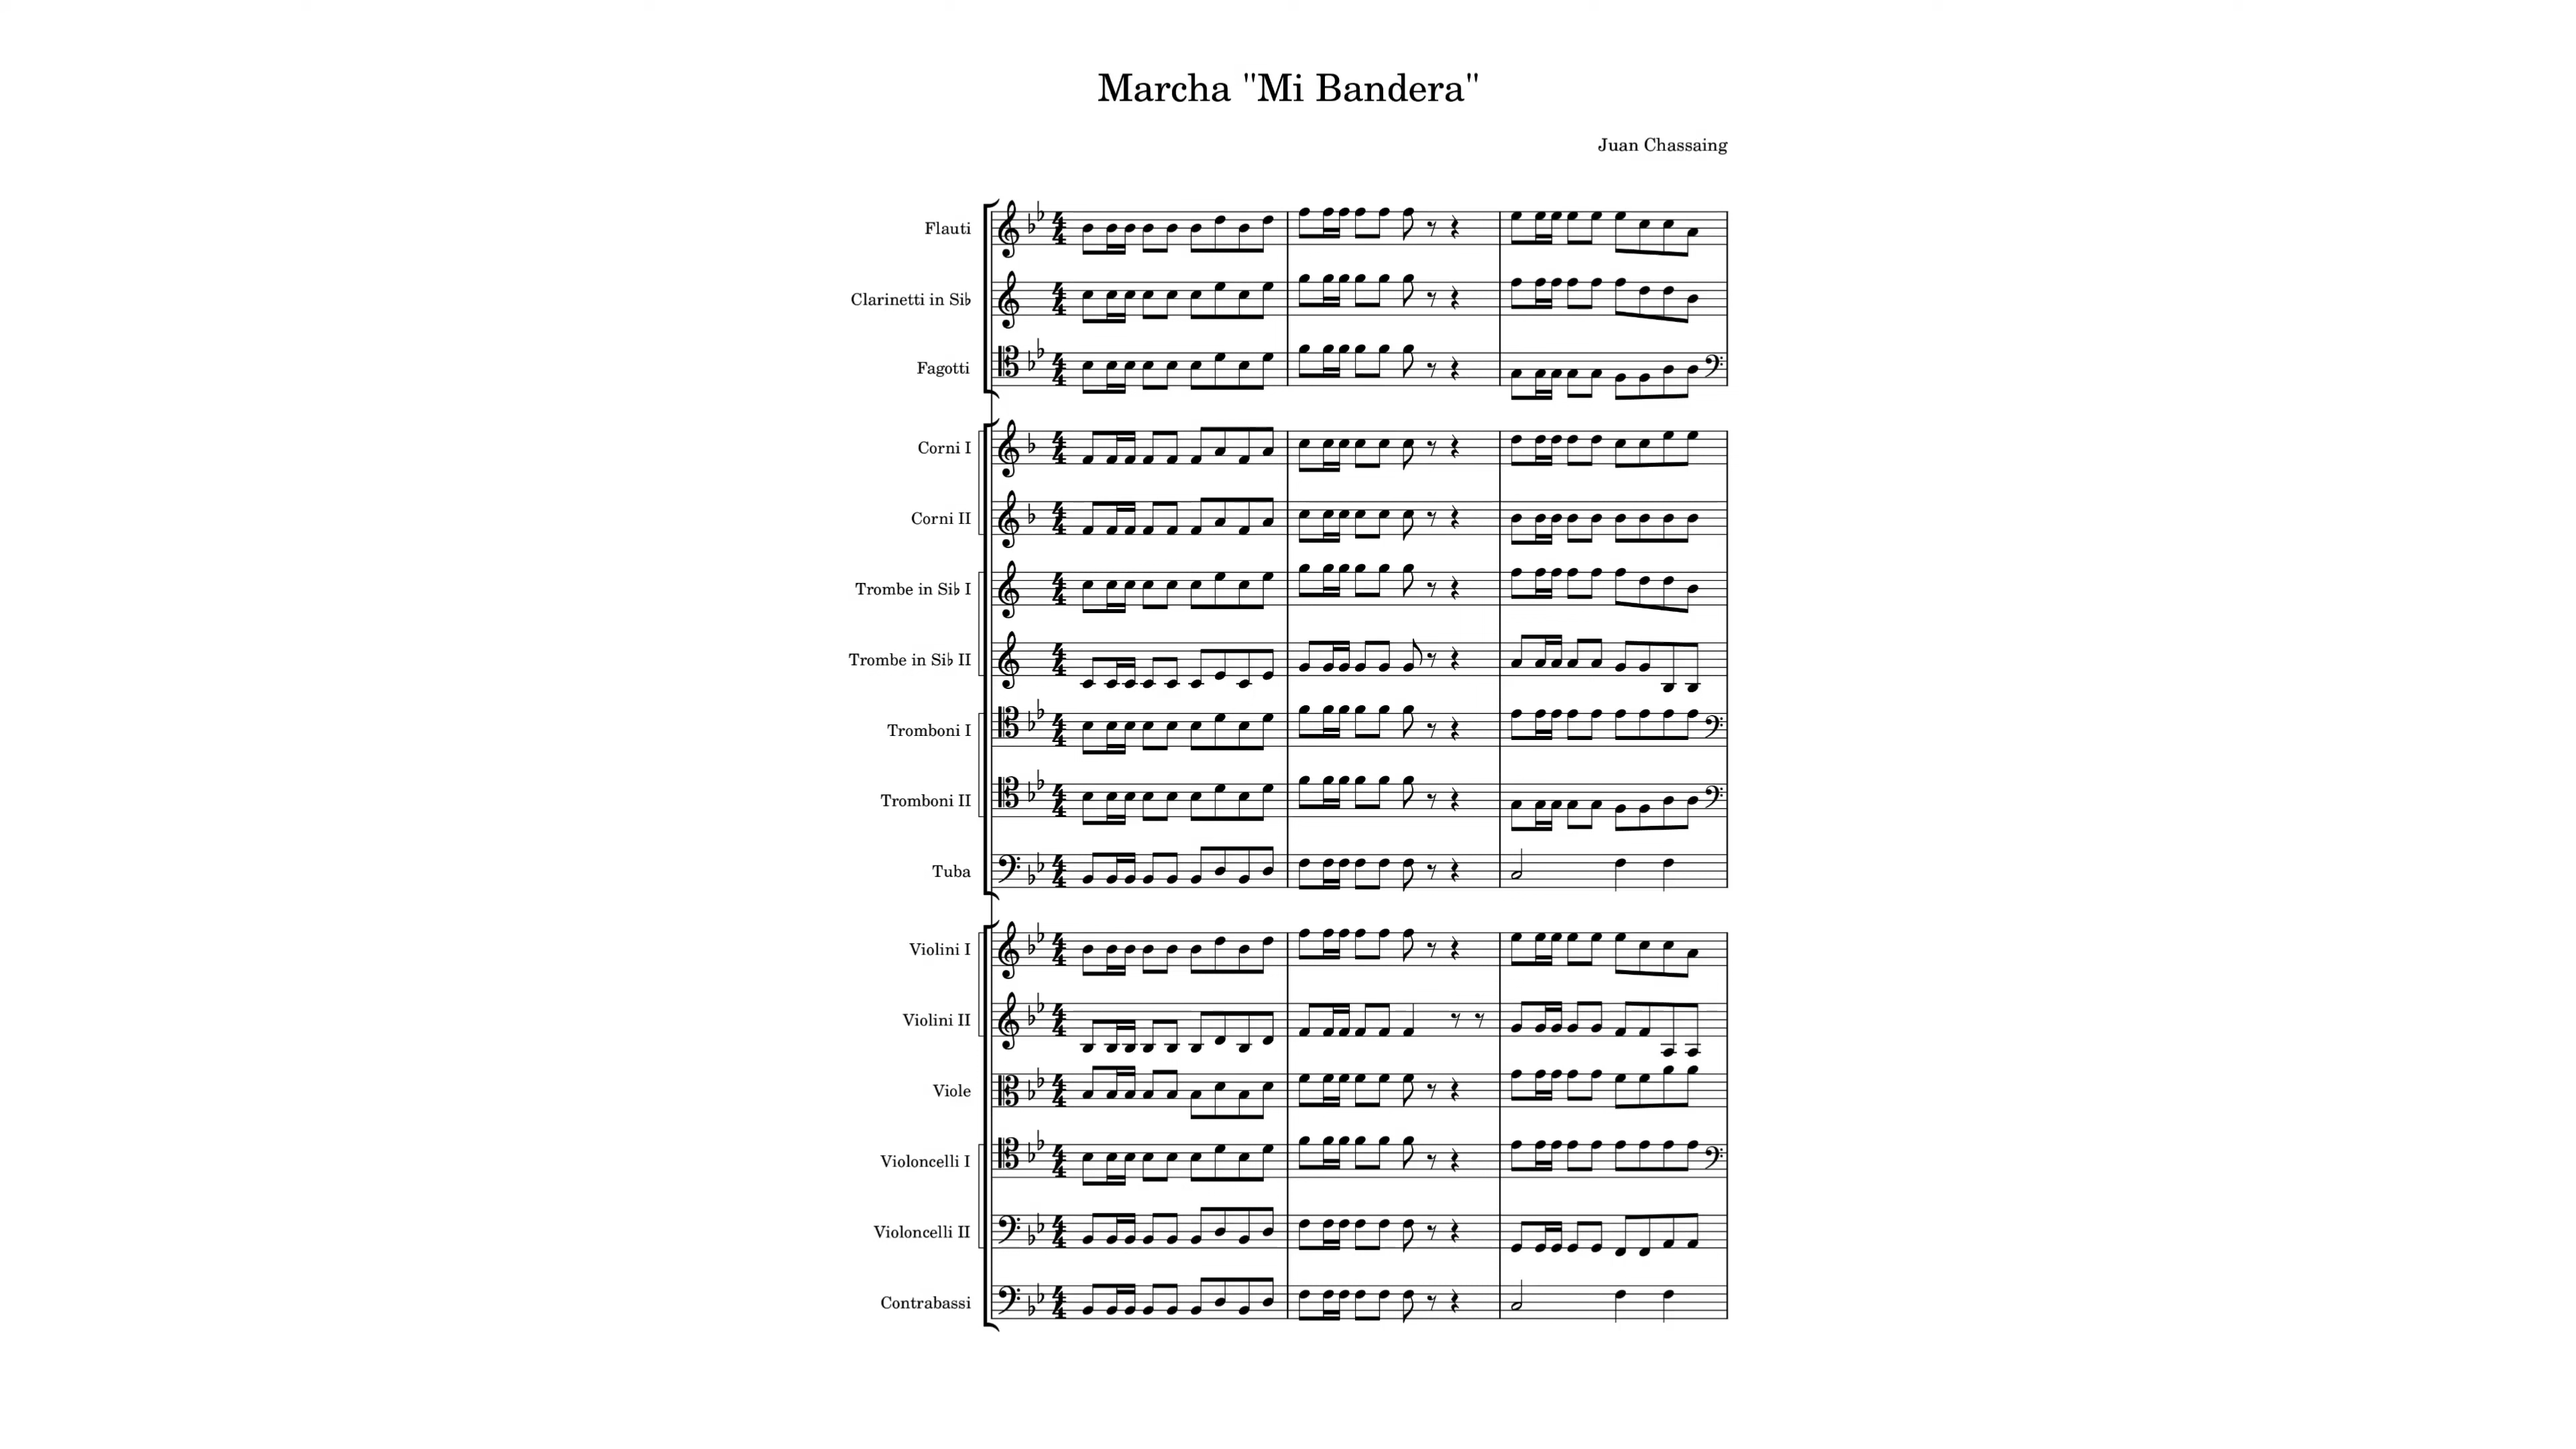 Marcha "Mi Bandera"
Juan Chassaing
Flauti
Clarinetti in Si♭
Fagotti
Corni I
Corni II
Trombe in Si♭ I
Trombe in Si♭ II
Tromboni I
Tromboni II
Tuba
Violini I
Violini II
Viole
Violoncelli I
Violoncelli II
Contrabassi